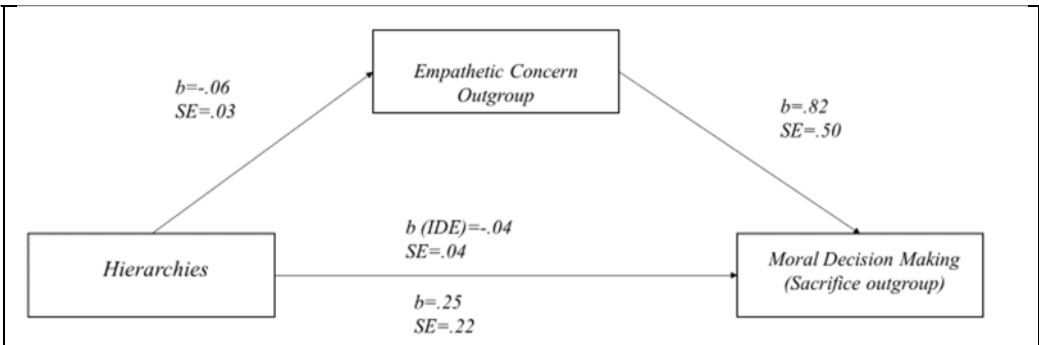 Empathetic Concern
Outgroup
b=-.06
SE=.03
b=.82
SE=.50
Hierarchies
b (IDE)=-.04
SE=.04
b=.25
SE=.22
Moral Decision Making
(Sacrifice outgroup)